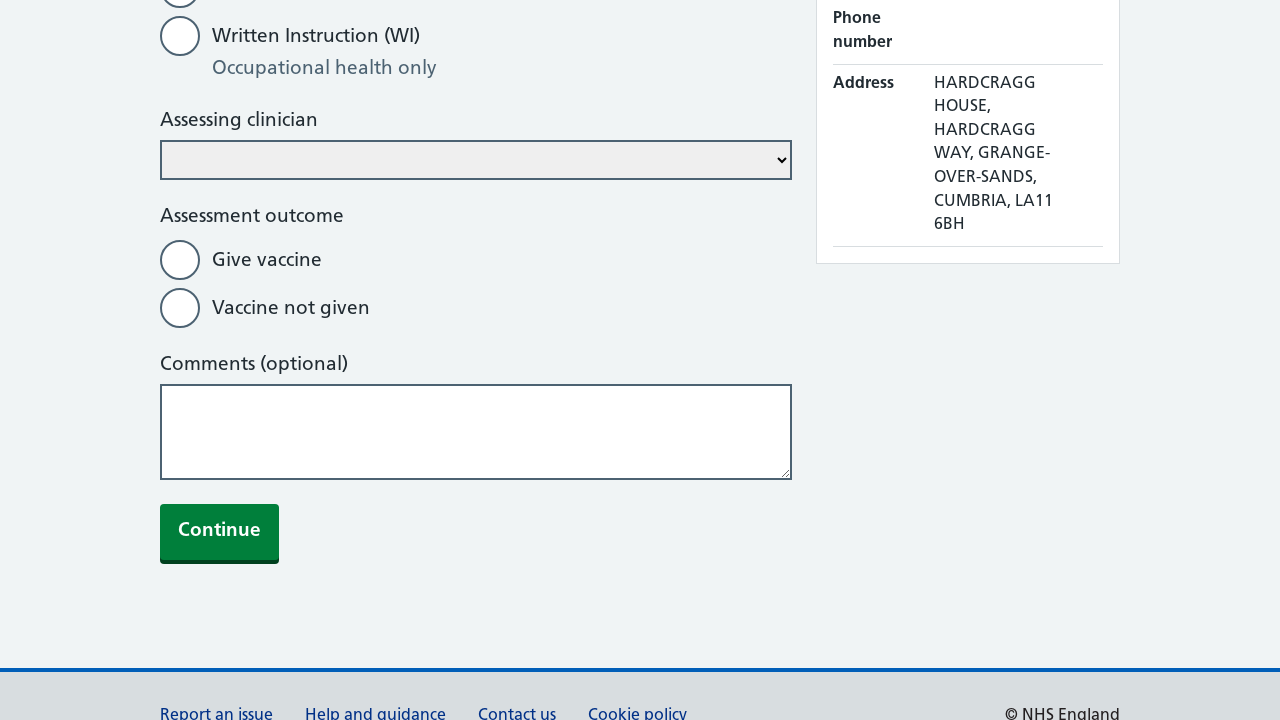 Written Instruction (WI)
Occupational health only
Assessing clinician
Assessment outcome
Give vaccine
Vaccine not given
Comments (optional)
Continue
Phone
number
Address
HARDCRAGG
HOUSE,
HARDCRAGG
WAY, GRANGE-
OVER-SANDS,
CUMBRIA, LA11
6BH
Report an issue
Help and guidance
Contact us
Cookie policy
© NHS England